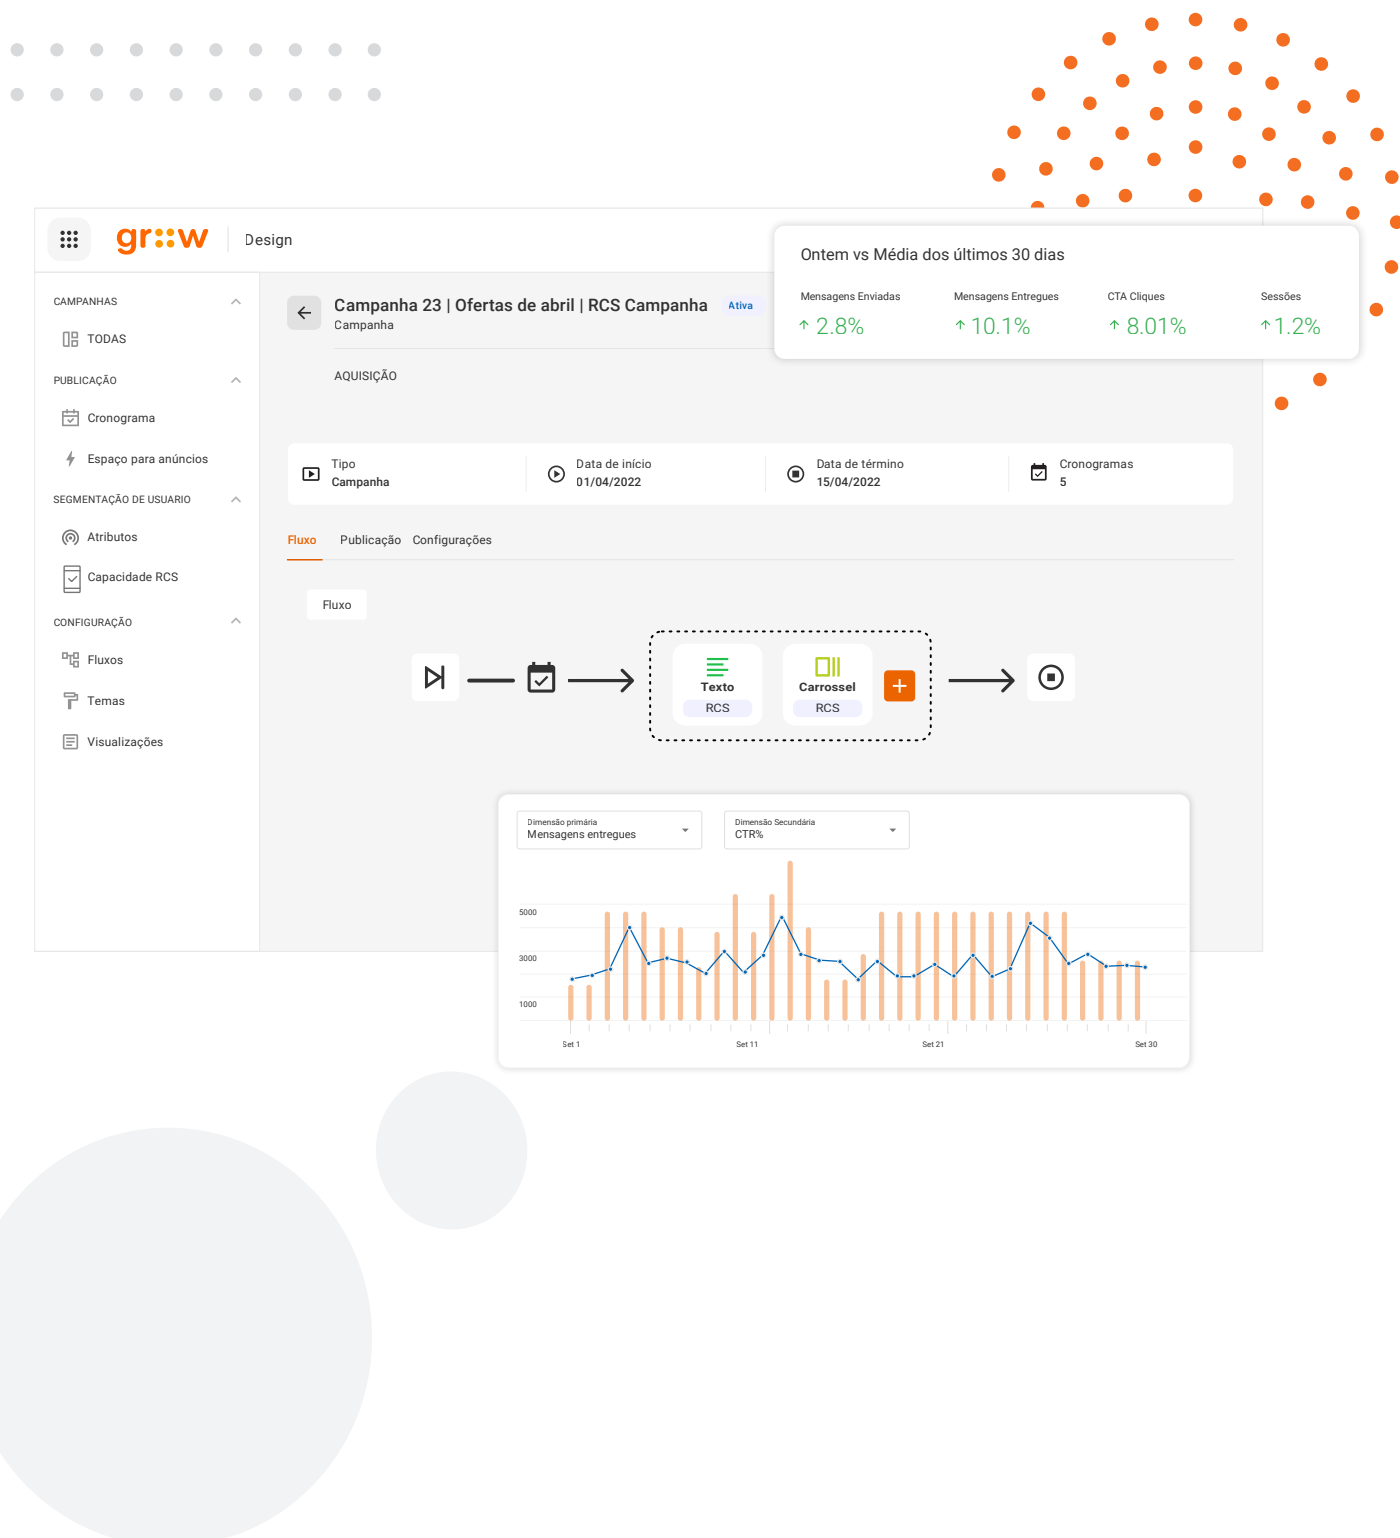 gr::w
Design
Ontem vs Média dos últimos 30 dias
Mensagens Enviadas
2.8%
Mensagens Entregues
10.1%
CTA Cliques
8.01%
Sessões
1.2%
CAMPANHAS
TODAS
PUBLICAÇÃO
Cronograma
Espaço para anúncios
SEGMENTAÇÃO DE USUARIO
Atributos
Capacidade RCS
CONFIGURAÇÃO
Fluxos
Temas
Visualizações
Campanha 23 | Ofertas de abril | RCS Campanha
Ativa
Campanha
AQUISIÇÃO
Tipo
Campanha
Data de início
01/04/2022
Data de término
15/04/2022
Cronogramas
5
Fluxo Publicação Configurações
Fluxo
Texto
RCS
Carrossel
RCS
Dimensão primária
Mensagens entregues
Dimensão Secundária
CTR%
5000
3000
1000
Set 1 Set 11 Set 21 Set 30